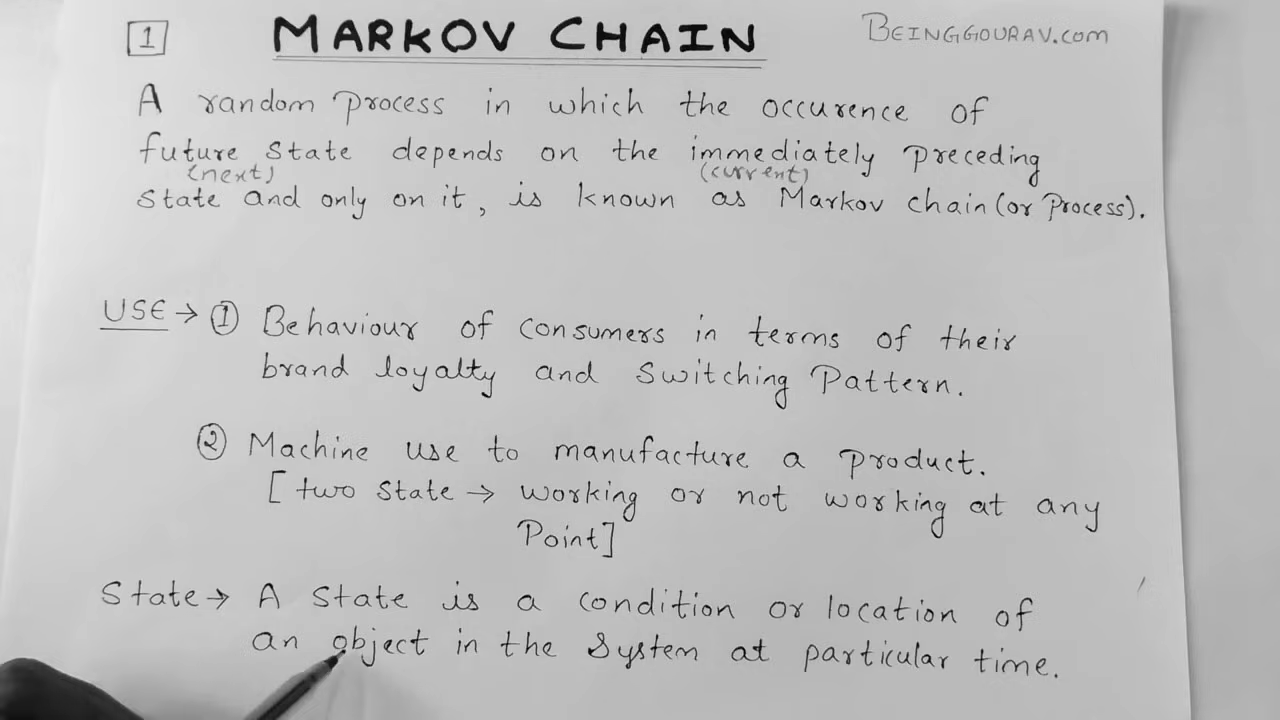 1
MARKOV CHAIN
BEINGGOURAV.COM
A random process in which the occurence of
future state depends on the immediately preceding
(next) (current)
state and only on it, is known as Markov chain (or process).
USE → ① Behaviour of consumers in terms of their
brand loyalty and switching Pattern.
② Machine use to manufacture a product.
[ two state → working or not working at any
Point]
State → A state is a condition or location of
an object in the system at particular time.